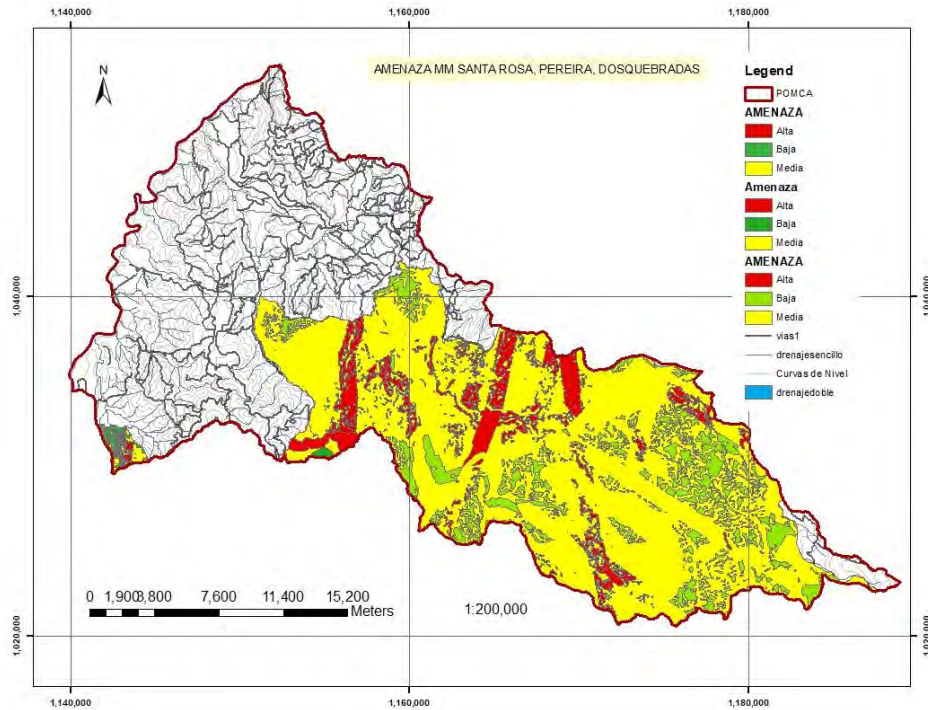 1,140,000 1,160,000 1,180,000
N
AMENAZA MM SANTA ROSA, PEREIRA, DOSQUEBRADAS
Legend
POMCA
AMENAZA
Alta
Baja
Media
Amenaza
Alta
Baja
Media
AMENAZA
Alta
Baja
Media
vias1
drenajesencillo
Curvas de Nivel
drenajedoble
1,040,000 1,040,000
0 1,900 3,800 7,600 11,400 15,200
Meters
1:200,000
1,020,000 1,020,000
1,140,000 1,160,000 1,180,000